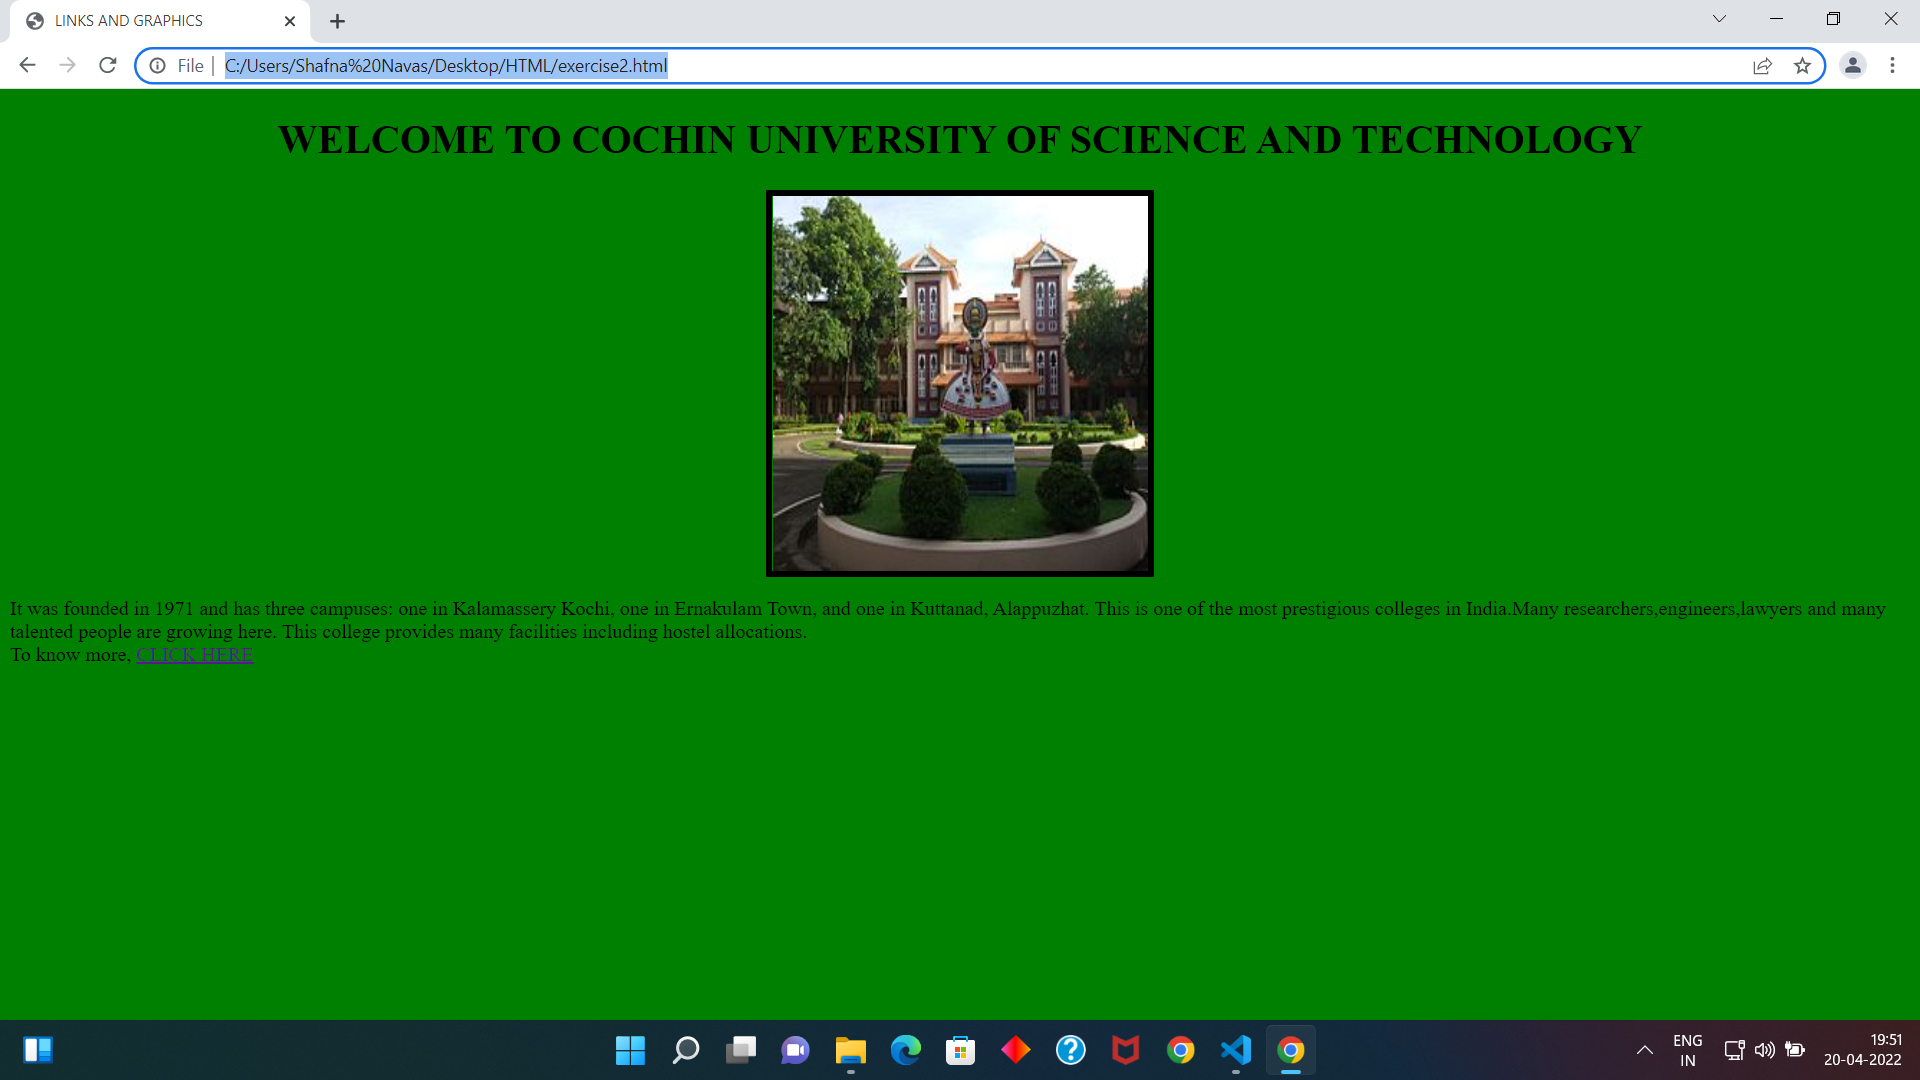 LINKS AND GRAPHICS
File
C:/Users/Shafna%20Navas/Desktop/HTML/exercise2.html
WELCOME TO COCHIN UNIVERSITY OF SCIENCE AND TECHNOLOGY
It was founded in 1971 and has three campuses: one in Kalamassery Kochi, one in Ernakulam Town, and one in Kuttanad, Alappuzhat. This is one of the most prestigious colleges in India.Many researchers,engineers,lawyers and many
talented people are growing here. This college provides many facilities including hostel allocations.
To know more, CLICK HERE
ENG
IN
19:51
20-04-2022